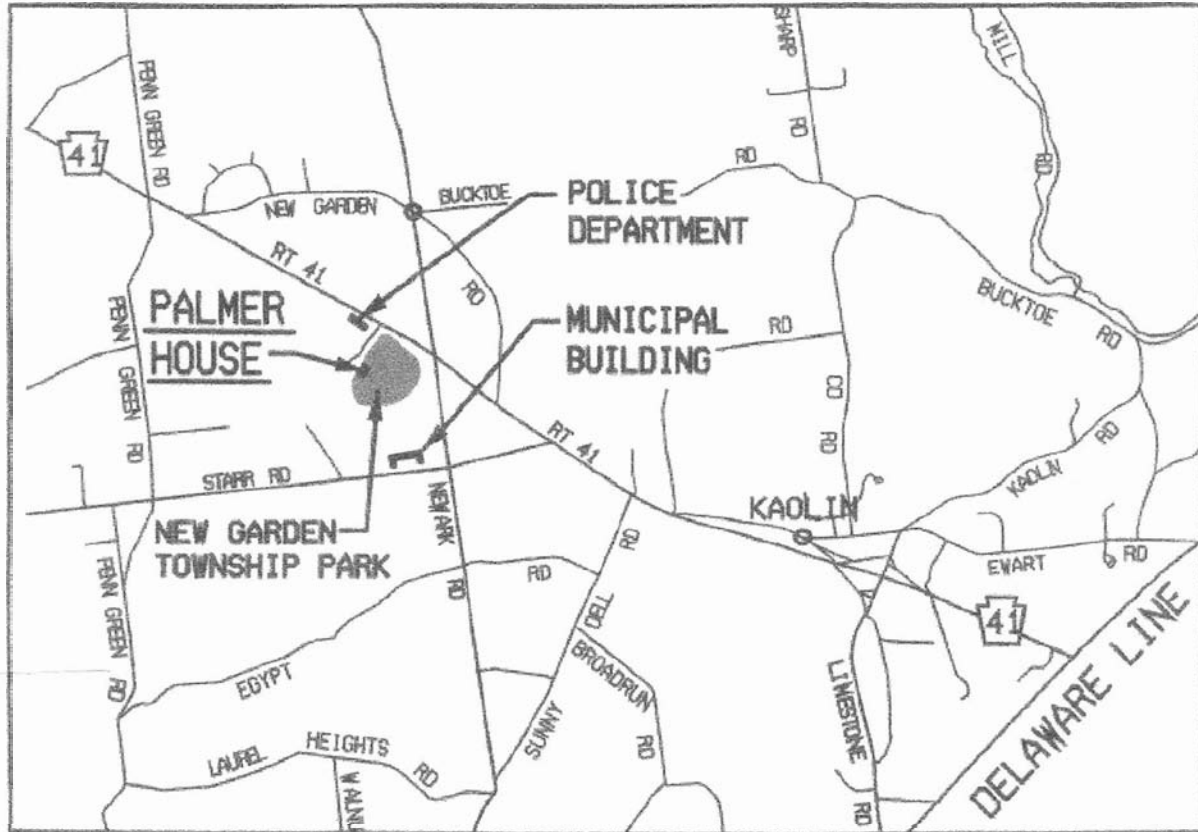 SHARP
RD
MILL
RD
PENN GREEN RD
41
NEW GARDEN
RD
BUCKTOE
POLICE
DEPARTMENT
RD
BUCKTOE
RD
RT 41
PALMER
HOUSE
MUNICIPAL
BUILDING
RD
CO
RD
PENN
GREEN RD
RT 41
STARR RD
NEWARK
RD
KAOLIN
RD
KAOLIN
NEW GARDEN
TOWNSHIP PARK
EWART
RD
PENN GREEN
RD
RD
DELL
SUNNY
41
DELAWARE LINE
EGYPT
BROADRUN
RD
LIMESTONE
RD
LAUREL
HEIGHTS
RD
WALNU